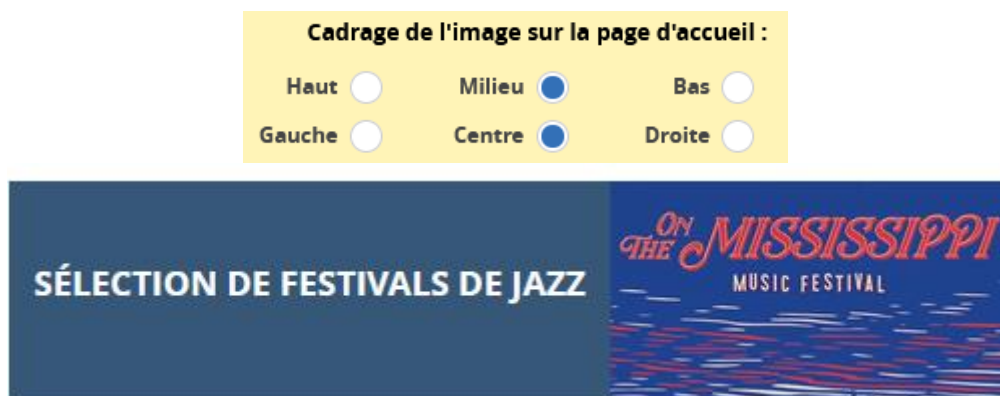 Cadrage de l'image sur la page d'accueil :
Haut Milieu Bas
Gauche Centre Droite
SÉLECTION DE FESTIVALS DE JAZZ
ON THE MISSISSIPPI
MUSIC FESTIVAL